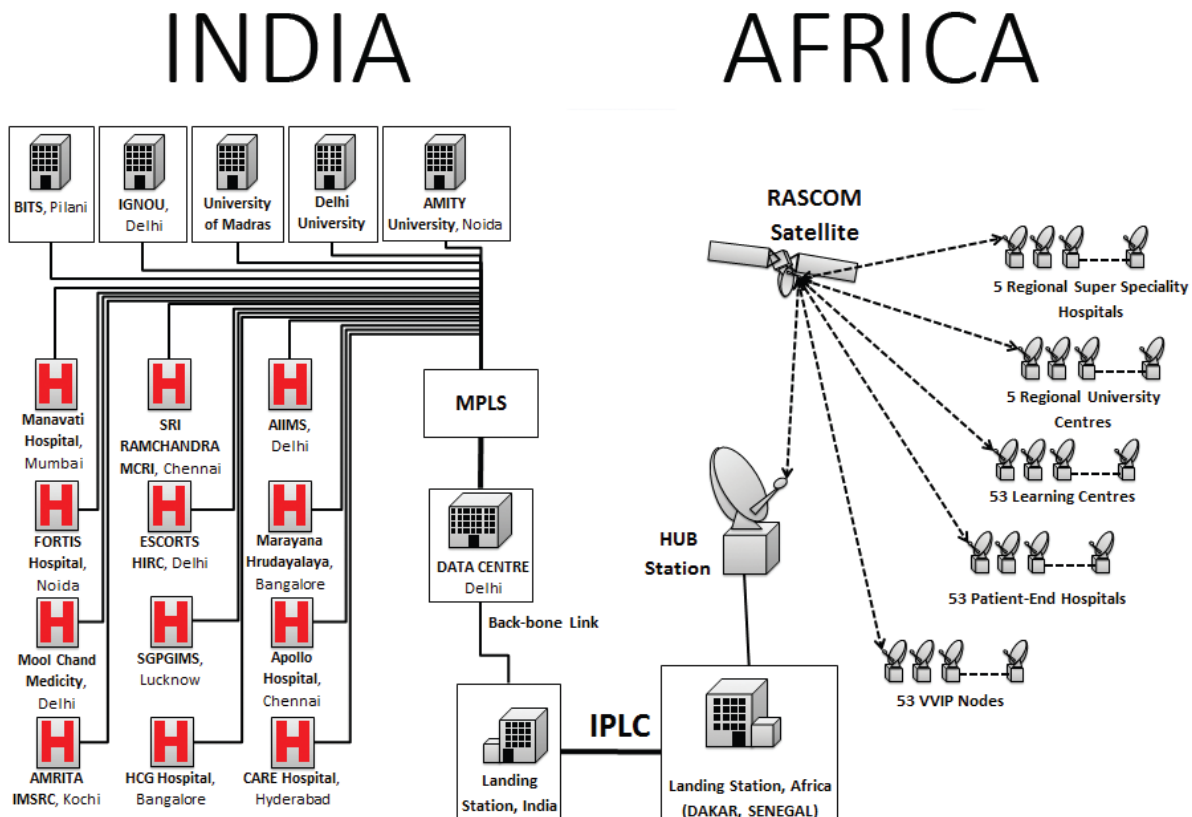 INDIA
AFRICA
BITS, Pilani
IGNOU,
Delhi
University
of Madras
Delhi
University
AMITY
University, Noida
Manavati
Hospital,
Mumbai
SRI
RAMCHANDRA
MCRI, Chennai
AIIMS,
Delhi
FORTIS
Hospital,
Noida
ESCORTS
HIRC, Delhi
Marayana
Hrudayalaya,
Bangalore
Mool Chand
Medicity,
Delhi
SGPGIMS,
Lucknow
Apollo
Hospital,
Chennai
AMRITA
IMSRC, Kochi
HCG Hospital,
Bangalore
CARE Hospital,
Hyderabad
H
H
H
H
H
H
H
H
H
H
H
H
MPLS
DATA CENTRE
Delhi
Back-bone Link
Landing
Station, India
IPLC
Landing Station, Africa
(DAKAR, SENEGAL)
HUB
Station
RASCOM
Satellite
5 Regional Super Speciality
Hospitals
5 Regional University
Centres
53 Learning Centres
53 Patient-End Hospitals
53 VVIP Nodes